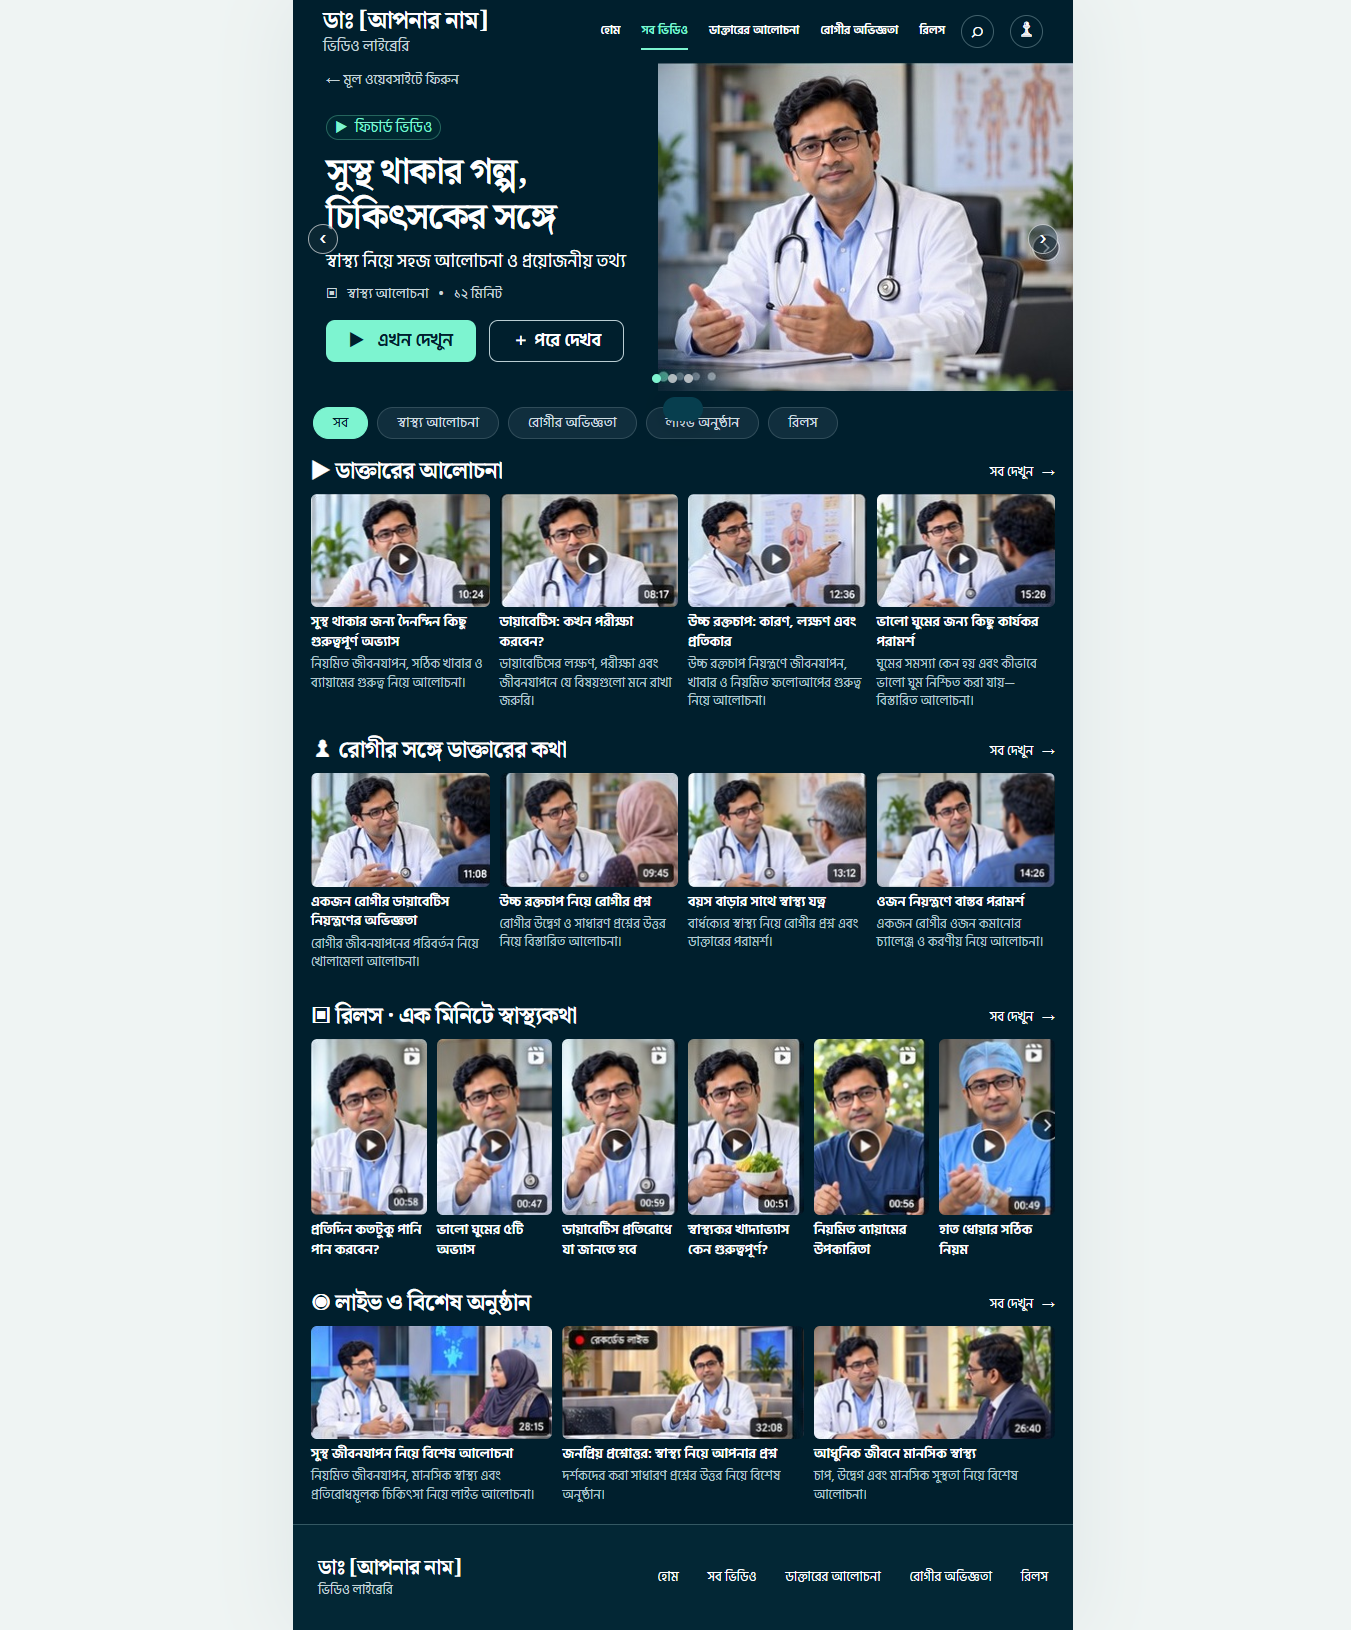 ডাঃ [আপনার নাম]
ভিডিও লাইব্রেরি
হোম
সব ভিডিও
ডাক্তারের আলোচনা
রোগীর অভিজ্ঞতা
রিলস
← মূল ওয়েবসাইটে ফিরুন
▶ ফিচার্ড ভিডিও
সুস্থ থাকার গল্প,
চিকিৎসকের সঙ্গে
স্বাস্থ্য নিয়ে সহজ আলোচনা ও প্রয়োজনীয় তথ্য
স্বাস্থ্য আলোচনা • ১২ মিনিট
▶ এখন দেখুন
+ পরে দেখব
সব
স্বাস্থ্য আলোচনা
রোগীর অভিজ্ঞতা
লাইভ অনুষ্ঠান
রিলস
▶ ডাক্তারের আলোচনা
সব দেখুন →
10:24
08:17
12:36
15:28
সুস্থ থাকার জন্য দৈনন্দিন কিছু
গুরুত্বপূর্ণ অভ্যাস
নিয়মিত জীবনযাপন, সঠিক খাবার ও
ব্যায়ামের গুরুত্ব নিয়ে আলোচনা।
ডায়াবেটিস: কখন পরীক্ষা
করবেন?
ডায়াবেটিসের লক্ষণ, পরীক্ষা এবং
জীবনযাপনে যে বিষয়গুলো মনে রাখা
জরুরি।
উচ্চ রক্তচাপ: কারণ, লক্ষণ এবং
প্রতিকার
উচ্চ রক্তচাপ নিয়ন্ত্রণে জীবনযাপন,
খাবার ও নিয়মিত ফলোআপের গুরুত্ব
নিয়ে আলোচনা।
ভালো ঘুমের জন্য কিছু কার্যকর
পরামর্শ
ঘুমের সমস্যা কেন হয় এবং কীভাবে
ভালো ঘুম নিশ্চিত করা যায়—
বিস্তারিত আলোচনা।
রোগীর সঙ্গে ডাক্তারের কথা
সব দেখুন →
11:08
09:45
13:12
14:26
একজন রোগীর ডায়াবেটিস
নিয়ন্ত্রণের অভিজ্ঞতা
রোগীর জীবনযাপনের পরিবর্তন নিয়ে
খোলামেলা আলোচনা।
উচ্চ রক্তচাপ নিয়ে রোগীর প্রশ্ন
রোগীর উদ্বেগ ও সাধারণ প্রশ্নের উত্তর
নিয়ে বিস্তারিত আলোচনা।
বয়স বাড়ার সাথে স্বাস্থ্য যত্ন
বার্ধক্যের স্বাস্থ্য নিয়ে রোগীর প্রশ্ন এবং
ডাক্তারের পরামর্শ।
ওজন নিয়ন্ত্রণে বাস্তব পরামর্শ
একজন রোগীর ওজন কমানোর
চ্যালেঞ্জ ও করণীয় নিয়ে আলোচনা।
রিলস · এক মিনিটে স্বাস্থ্যকথা
সব দেখুন →
00:58
00:47
00:59
00:51
00:56
00:49
প্রতিদিন কতটুকু পানি
পান করবেন?
ভালো ঘুমের ৫টি
অভ্যাস
ডায়াবেটিস প্রতিরোধে
যা জানতে হবে
স্বাস্থ্যকর খাদ্যাভ্যাস
কেন গুরুত্বপূর্ণ?
নিয়মিত ব্যায়ামের
উপকারিতা
হাত ধোয়ার সঠিক
নিয়ম
◉ লাইভ ও বিশেষ অনুষ্ঠান
সব দেখুন →
রেকর্ডেড লাইভ
28:15
32:08
26:40
সুস্থ জীবনযাপন নিয়ে বিশেষ আলোচনা
নিয়মিত জীবনযাপন, মানসিক স্বাস্থ্য এবং
প্রতিরোধমূলক চিকিৎসা নিয়ে লাইভ আলোচনা।
জনপ্রিয় প্রশ্নোত্তর: স্বাস্থ্য নিয়ে আপনার প্রশ্ন
দর্শকদের করা সাধারণ প্রশ্নের উত্তর নিয়ে বিশেষ
অনুষ্ঠান।
আধুনিক জীবনে মানসিক স্বাস্থ্য
চাপ, উদ্বেগ এবং মানসিক সুস্থতা নিয়ে বিশেষ
আলোচনা।
ডাঃ [আপনার নাম]
ভিডিও লাইব্রেরি
হোম
সব ভিডিও
ডাক্তারের আলোচনা
রোগীর অভিজ্ঞতা
রিলস